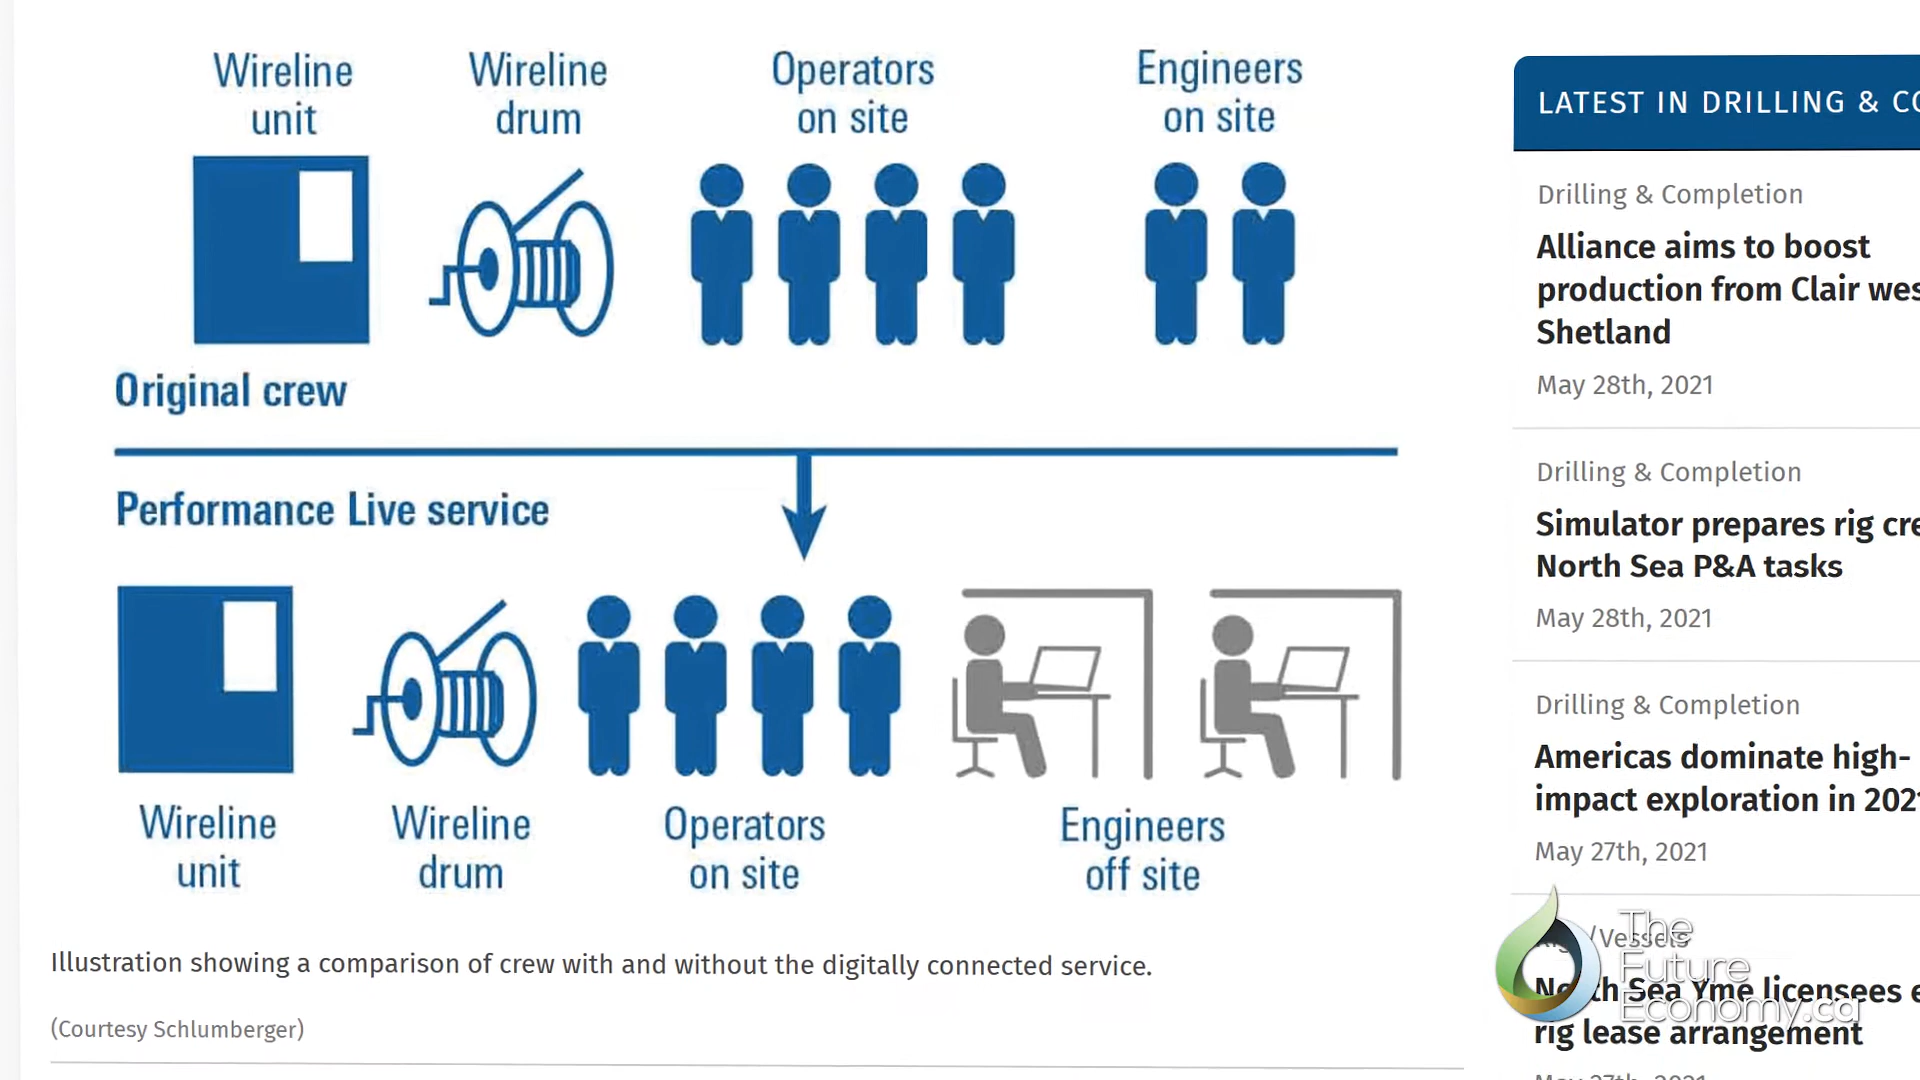 Wireline
unit
Wireline
drum
Operators
on site
Engineers
on site
Original crew
Performance Live service
Wireline
unit
Wireline
drum
Operators
on site
Engineers
off site
Illustration showing a comparison of crew with and without the digitally connected service.
(Courtesy Schlumberger)
LATEST IN DRILLING &
Drilling & Completion
Alliance aims to boost
production from Clair
Shetland
May 28th, 2021
Drilling & Completion
Simulator prepares rig
North Sea P&A tasks
May 28th, 2021
Drilling & Completion
Americas dominate high-
impact exploration in
May 27th, 2021
Vessels
North Sea Yme licensees
rig lease arrangement
The
Future
Economy.ca